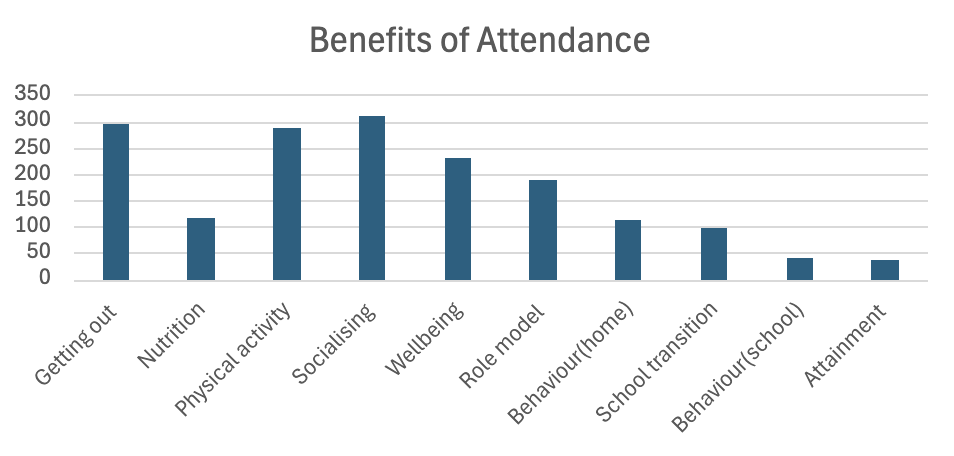 Benefits of Attendance
350
300
250
200
150
100
50
0
Getting out
Nutrition
Physical activity
Socialising
Wellbeing
Role model
Behaviour(home)
School transition
Behaviour(school)
Attainment